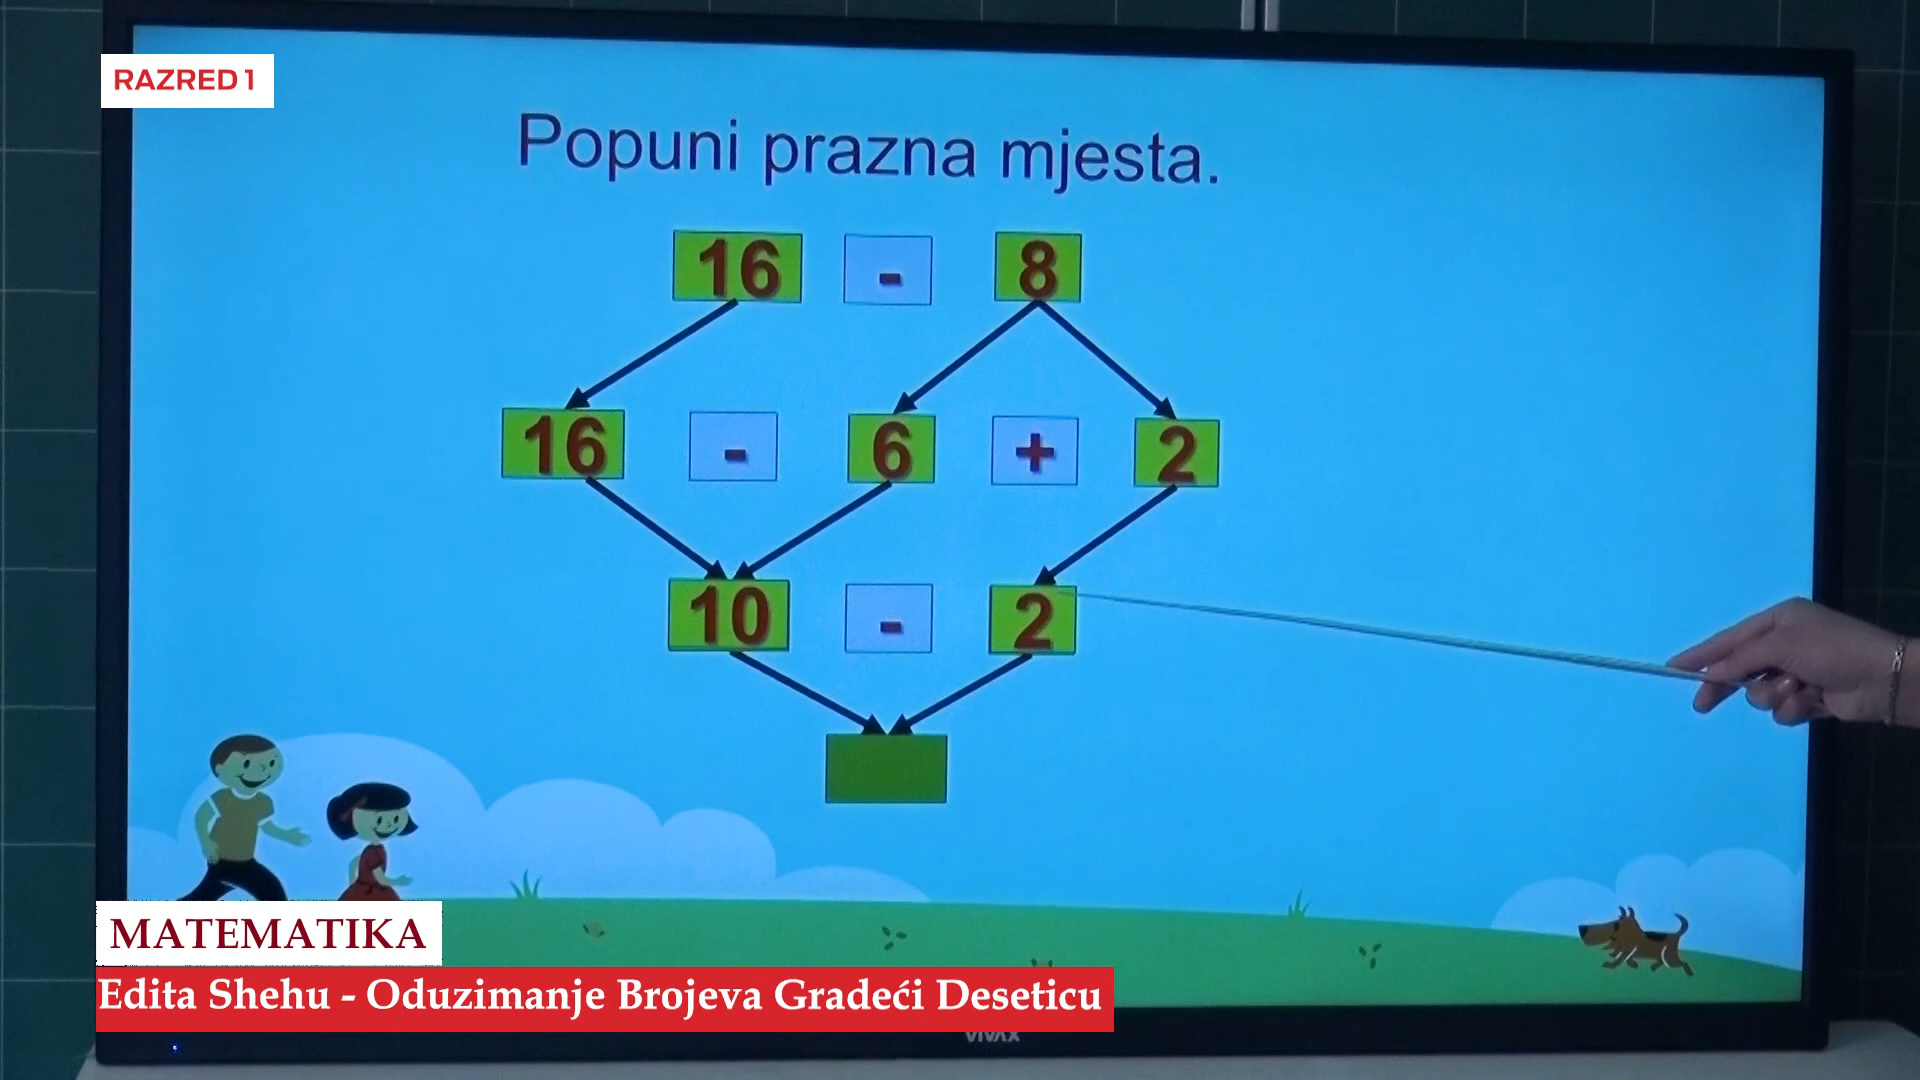 RAZRED 1
Popuni prazna mjesta.
16 - 8
16 - 6 + 2
10 - 2
MATEMATIKA
Edita Shehu - Oduzimanje Brojeva Gradeći Deseticu
VIVAX